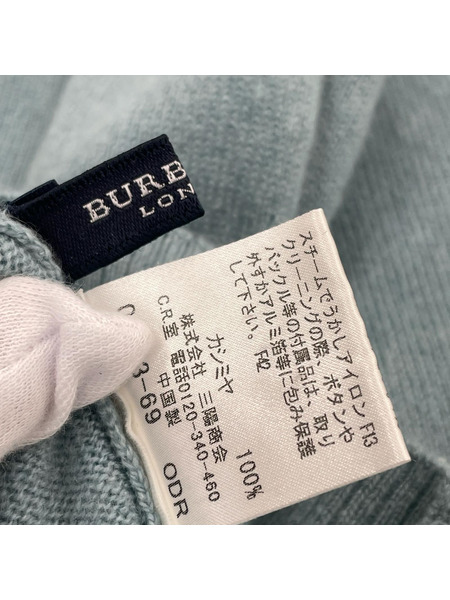 BURB
LON
スチームでうかしアイロン F13
クリーニングの際、ボタンや
バックル等の付属品は、取り
外すかアルミ箔等に包み保護
して下さい。 F42
カシミヤ 100%
株式会社 三陽商会
C.R.室 電話0120-340-460
中国製
3-69 ODR